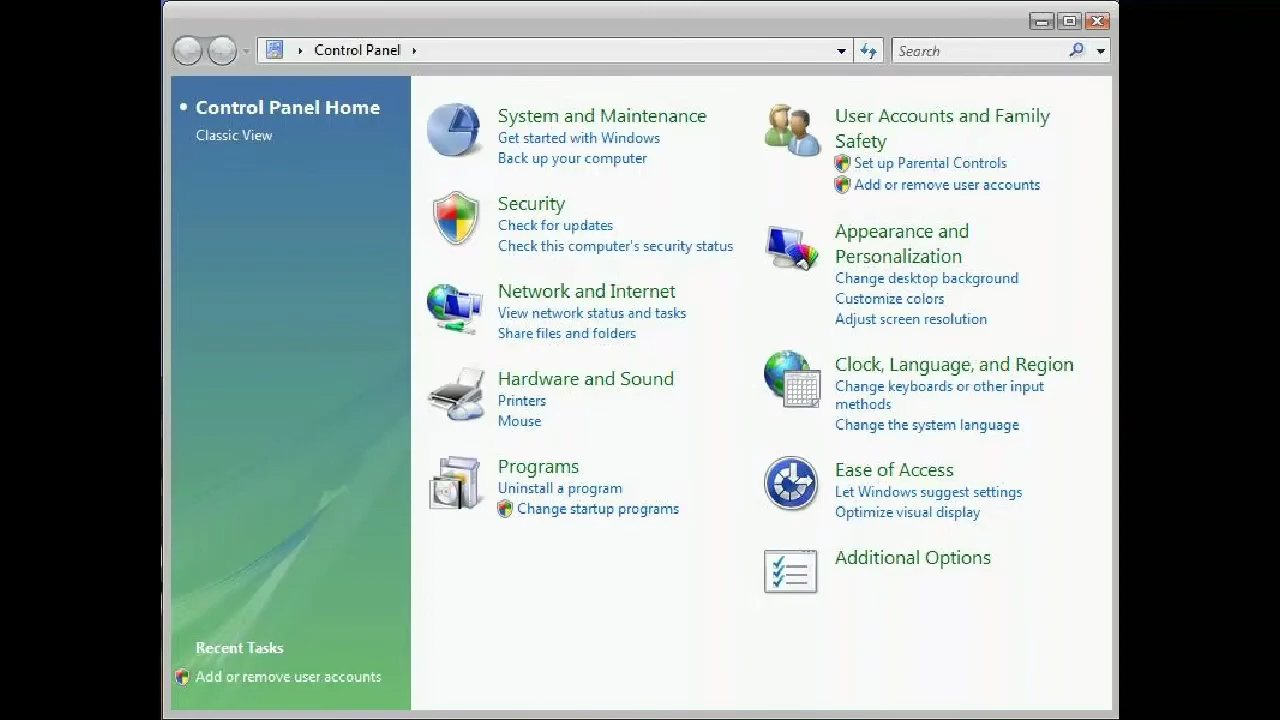 Control Panel
Search
Control Panel Home
Classic View
System and Maintenance
Get started with Windows
Back up your computer
Security
Check for updates
Check this computer's security status
Network and Internet
View network status and tasks
Share files and folders
Hardware and Sound
Printers
Mouse
Programs
Uninstall a program
Change startup programs
User Accounts and Family
Safety
Set up Parental Controls
Add or remove user accounts
Appearance and
Personalization
Change desktop background
Customize colors
Adjust screen resolution
Clock, Language, and Region
Change keyboards or other input
methods
Change the system language
Ease of Access
Let Windows suggest settings
Optimize visual display
Additional Options
Recent Tasks
Add or remove user accounts